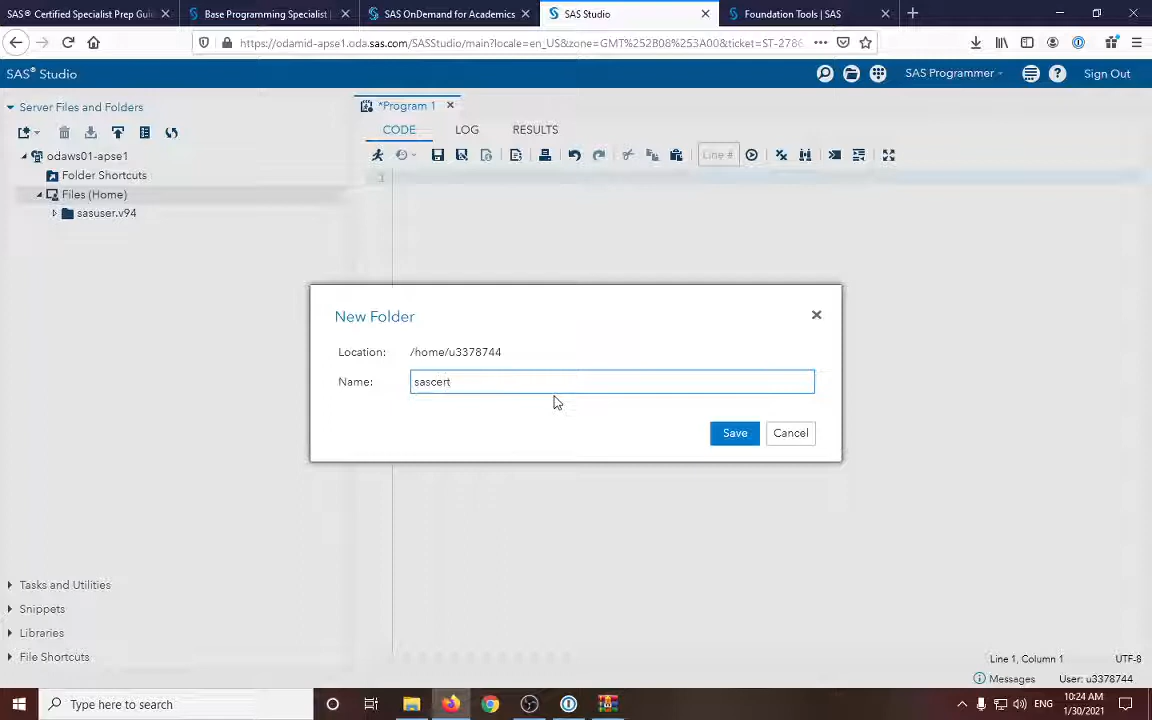 SAS® Certified Specialist Prep Gui
Base Programming Specialist
SAS OnDemand for Academics
SAS Studio
Foundation Tools | SAS
https://odamid-apse1.oda.sas.com/SASStudio/main?locale=en_US&zone=GMT%252B08%253A00&ticket=ST-2786
SAS® Studio
SAS Programmer
Sign Out
Server Files and Folders
*Program 1
CODE LOG RESULTS
Line #
odaws01-apse1
Folder Shortcuts
1
Files (Home)
sasuser.v94
New Folder
Location: /home/u3378744
Name: sascert
Save Cancel
Tasks and Utilities
Snippets
Libraries
File Shortcuts
Line 1, Column 1
UTF-8
Messages
User: u3378744
Type here to search
ENG
10:24 AM
1/30/2021